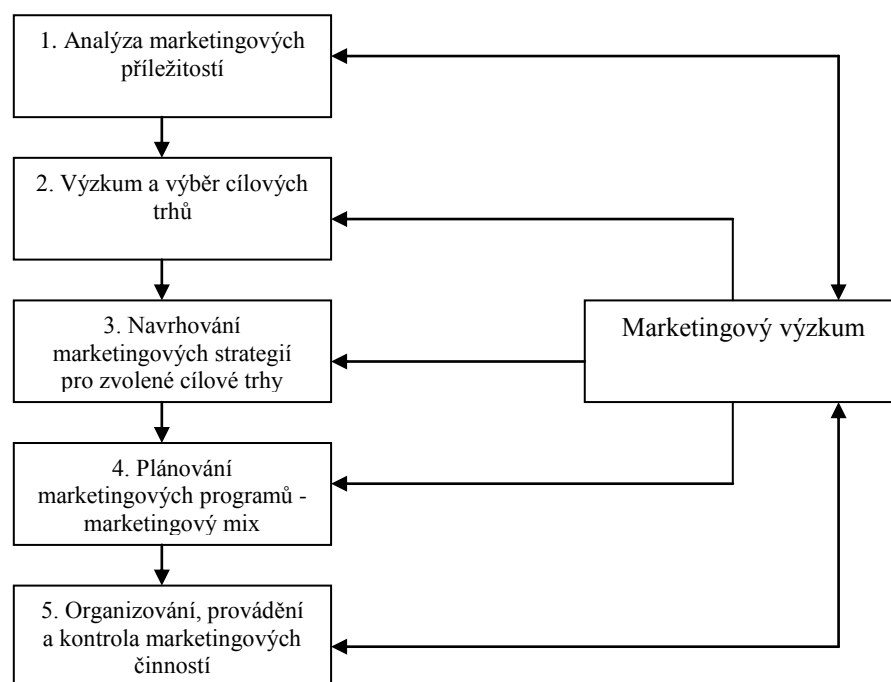 1. Analýza marketingových
příležitostí
2. Výzkum a výběr cílových
trhů
3. Navrhování
marketingových strategií
pro zvolené cílové trhy
Marketingový výzkum
4. Plánování
marketingových programů -
marketingový mix
5. Organizování, provádění
a kontrola marketingových
činností